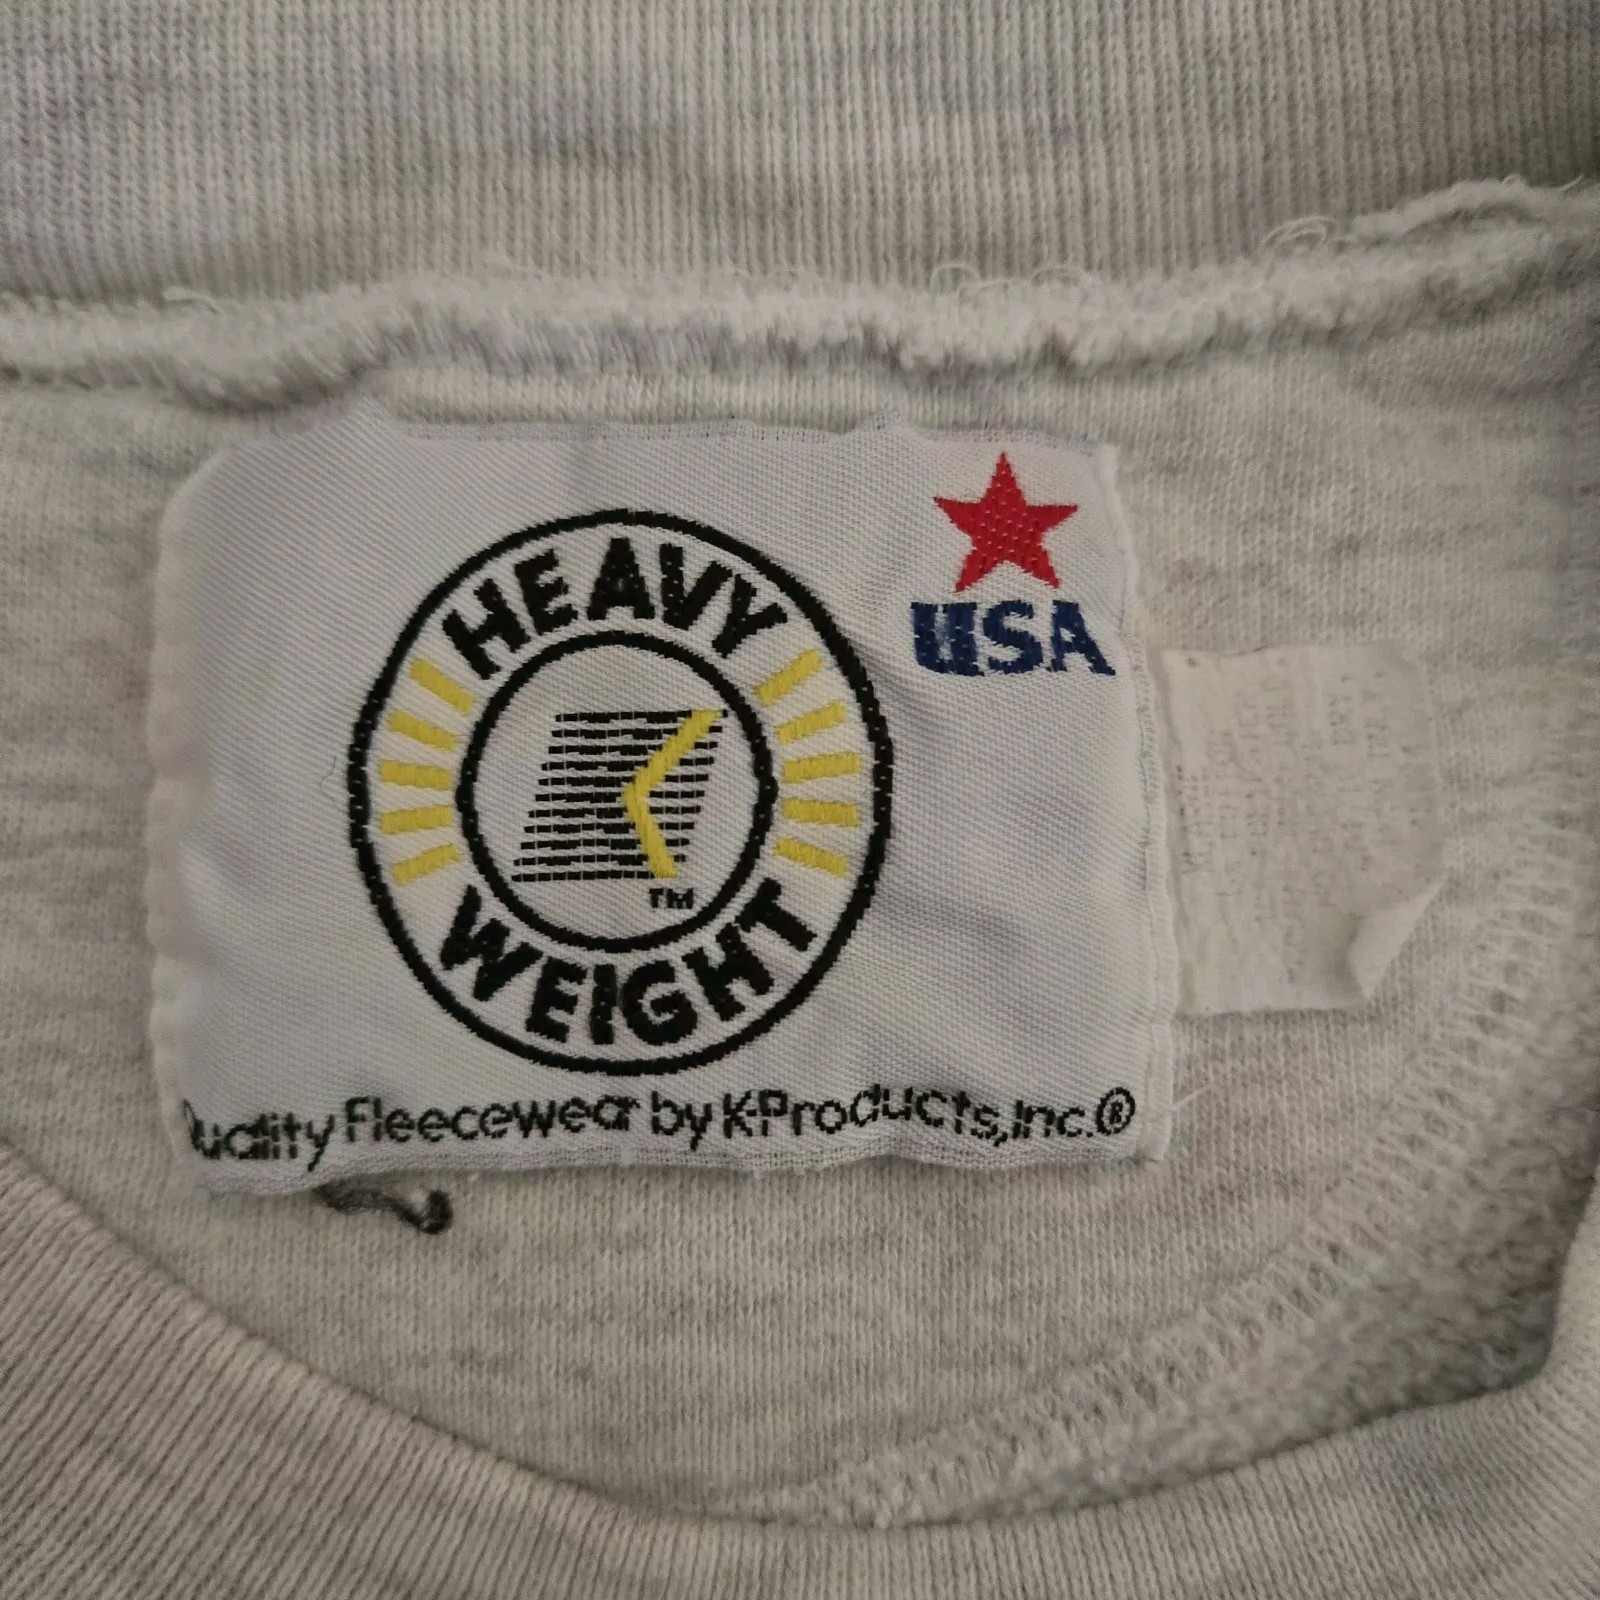 HEAVY
WEIGHT
TM
USA
Quality Fleecewear by K-Products, Inc.®